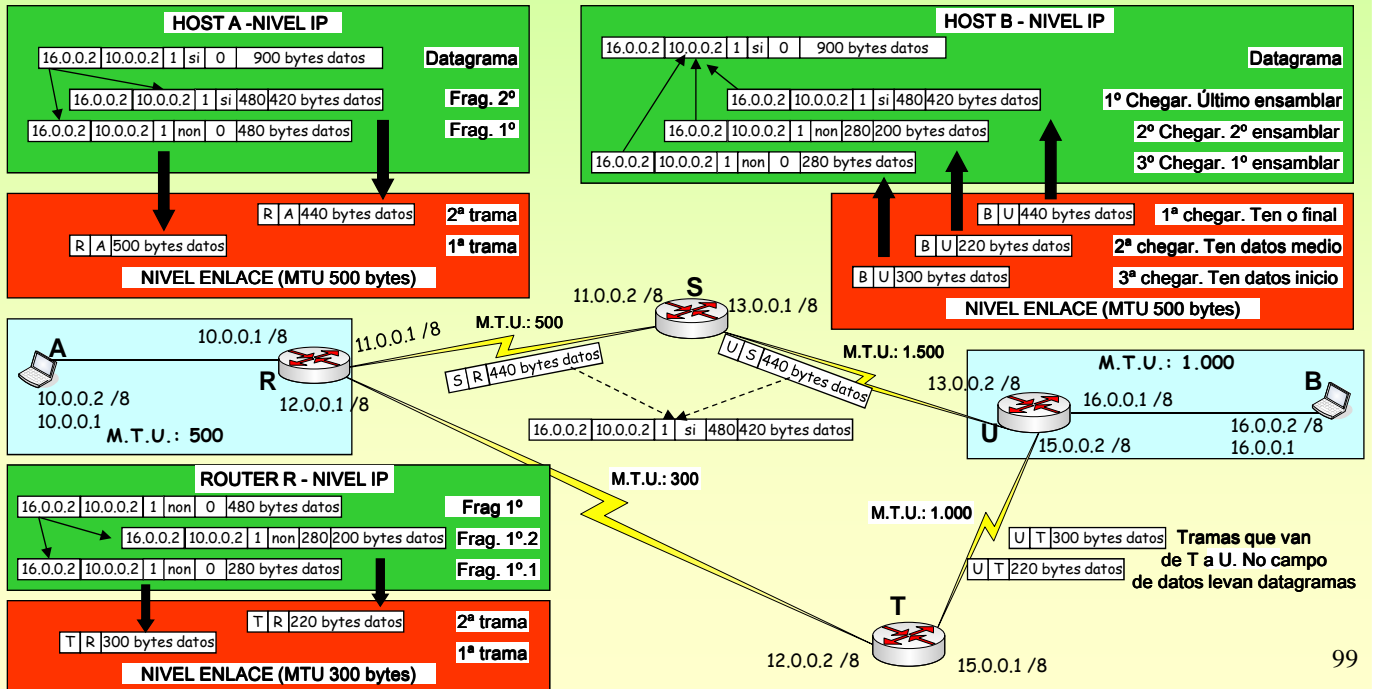 HOST A -NIVEL IP
16.0.0.2 10.0.0.2 1 si 0 900 bytes datos Datagrama
16.0.0.2 10.0.0.2 1 si 480 420 bytes datos Frag. 2º
16.0.0.2 10.0.0.2 1 non 0 480 bytes datos Frag. 1º
R A 440 bytes datos 2ª trama
R A 500 bytes datos 1ª trama
NIVEL ENLACE (MTU 500 bytes)
HOST B - NIVEL IP
16.0.0.2 10.0.0.2 1 si 0 900 bytes datos
Datagrama
16.0.0.2 10.0.0.2 1 si 480 420 bytes datos 1º Chegar. Último ensamblar
16.0.0.2 10.0.0.2 1 non 280 200 bytes datos 2º Chegar. 2º ensamblar
16.0.0.2 10.0.0.2 1 non 0 280 bytes datos 3º Chegar. 1º ensamblar
B U 440 bytes datos 1ª chegar. Ten o final
B U 220 bytes datos 2ª chegar. Ten datos medio
B U 300 bytes datos 3ª chegar. Ten datos inicio
NIVEL ENLACE (MTU 500 bytes)
A
10.0.0.2 /8
10.0.0.1
M.T.U.: 500
10.0.0.1 /8
R
11.0.0.1 /8
12.0.0.1 /8
M.T.U.: 500
S R 440 bytes datos
11.0.0.2 /8
S
13.0.0.1 /8
U S 440 bytes datos
M.T.U.: 1.500
16.0.0.2 10.0.0.2 1 si 480 420 bytes datos
M.T.U.: 1.000
13.0.0.2 /8
U
16.0.0.1 /8
15.0.0.2 /8
B
16.0.0.2 /8
16.0.0.1
ROUTER R - NIVEL IP
16.0.0.2 10.0.0.2 1 non 0 480 bytes datos Frag 1º
16.0.0.2 10.0.0.2 1 non 280 200 bytes datos Frag. 1º.2
16.0.0.2 10.0.0.2 1 non 0 280 bytes datos Frag. 1º.1
T R 220 bytes datos 2ª trama
T R 300 bytes datos 1ª trama
NIVEL ENLACE (MTU 300 bytes)
M.T.U.: 300
M.T.U.: 1.000
U T 300 bytes datos
U T 220 bytes datos
Tramas que van
de T a U. No campo
de datos levan datagramas
T
12.0.0.2 /8
15.0.0.1 /8
99